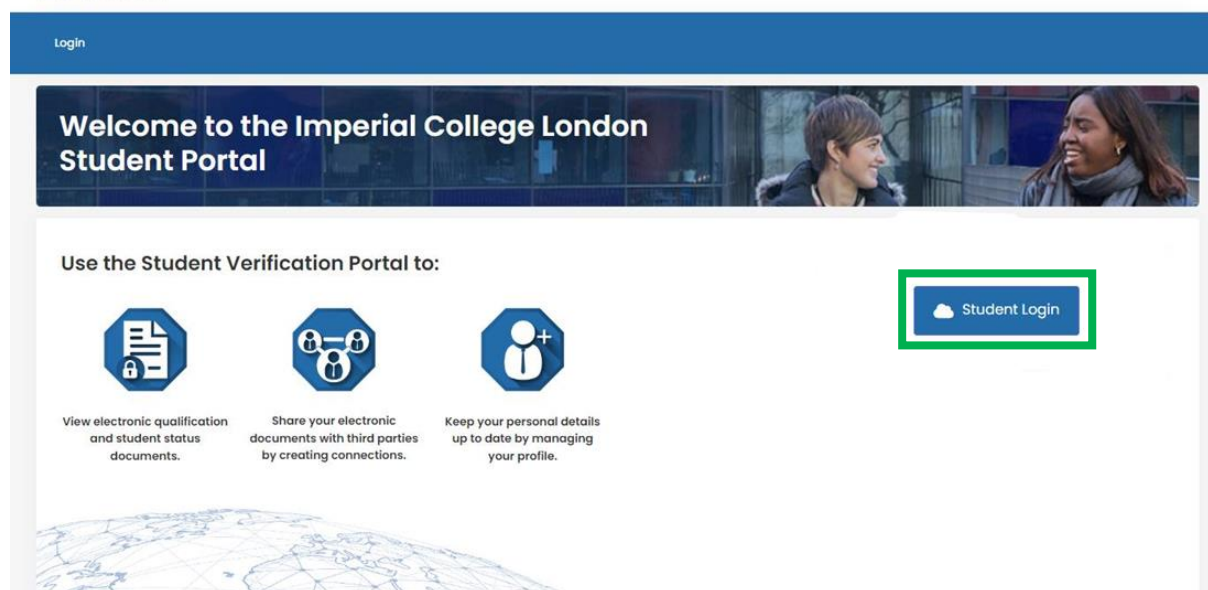 Login
Welcome to the Imperial College London
Student Portal
Use the Student Verification Portal to:
Student Login
View electronic qualification
and student status
documents.
Share your electronic
documents with third parties
by creating connections.
Keep your personal details
up to date by managing
your profile.